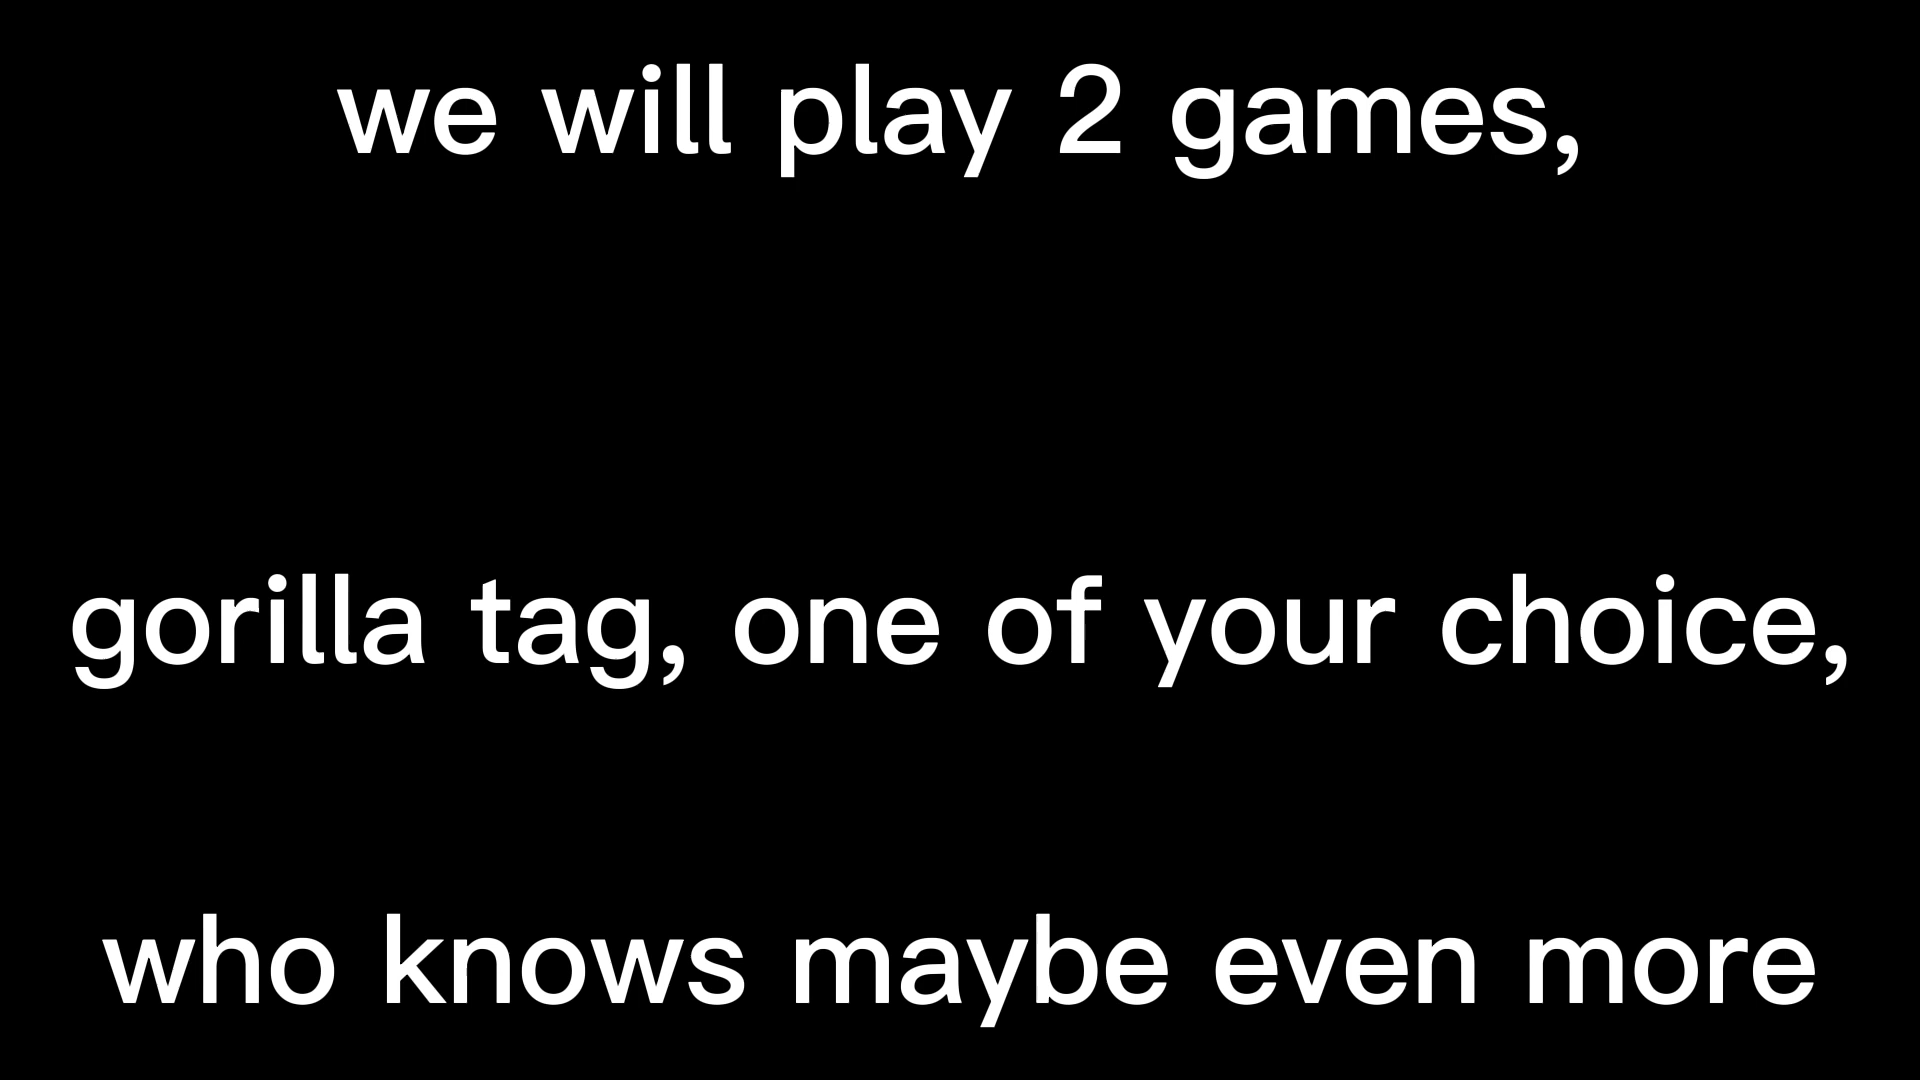 we will play 2 games,
gorilla tag, one of your choice,
who knows maybe even more